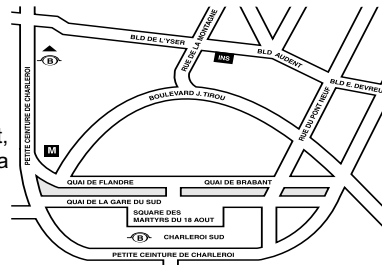 BLD DE L'YSER
RUE DE LA MONTAGNE
INS
BLD AUDENT
B
BLD E. DEVREU
PETITE CEINTURE DE CHARLEROI
BOULEVARD J. TIROU
RUE DU PONT NEUF
t,
M
a
QUAI DE FLANDRE
QUAI DE BRABANT
QUAI DE LA GARE DU SUD
SQUARE DES
MARTYRS DU 18 AOUT
B
CHARLEROI SUD
PETITE CEINTURE DE CHARLEROI